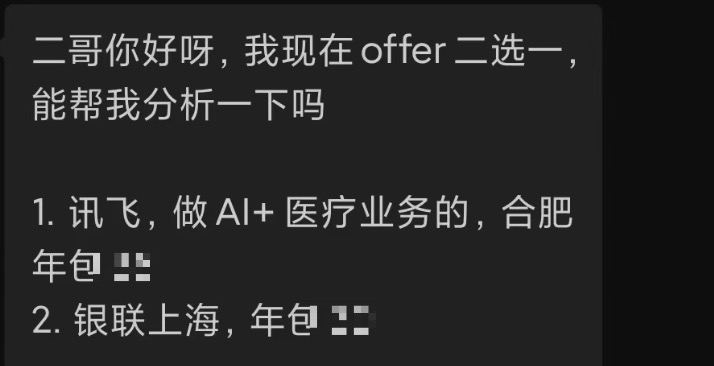 二哥你好呀，我现在 offer 二选一，
能帮我分析一下吗
1. 讯飞，做 AI+ 医疗业务的，合肥
年包
2. 银联上海，年包